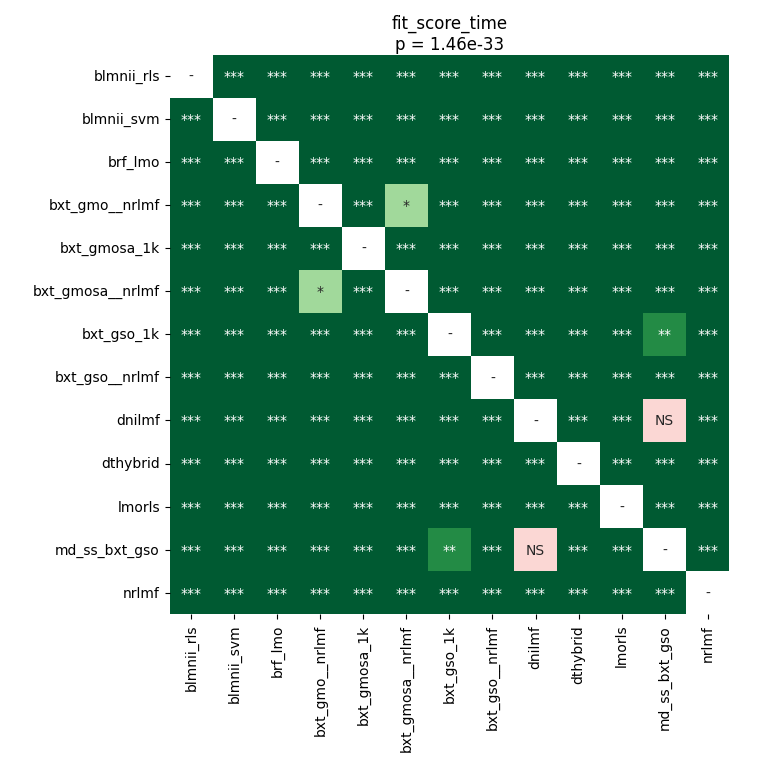 fit_score_time
p = 1.46e-33
blmnii_rls - *** *** *** *** *** *** *** *** *** *** *** ***
blmnii_svm *** - *** *** *** *** *** *** *** *** *** *** ***
brf_lmo *** *** - *** *** *** *** *** *** *** *** *** ***
bxt_gmo__nrlmf *** *** *** - *** * *** *** *** *** *** *** ***
bxt_gmosa_1k *** *** *** *** - *** *** *** *** *** *** *** ***
bxt_gmosa__nrlmf *** *** *** * *** - *** *** *** *** *** *** ***
bxt_gso_1k *** *** *** *** *** *** - *** *** *** *** ** ***
bxt_gso__nrlmf *** *** *** *** *** *** *** - *** *** *** *** ***
dnilmf *** *** *** *** *** *** *** *** - *** *** NS ***
dthybrid *** *** *** *** *** *** *** *** *** - *** *** ***
lmorls *** *** *** *** *** *** *** *** *** *** - *** ***
md_ss_bxt_gso *** *** *** *** *** *** ** *** NS *** *** - ***
nrlmf *** *** *** *** *** *** *** *** *** *** *** *** -
blmnii_rls
blmnii_svm
brf_lmo
bxt_gmo__nrlmf
bxt_gmosa_1k
bxt_gmosa__nrlmf
bxt_gso_1k
bxt_gso__nrlmf
dnilmf
dthybrid
lmorls
md_ss_bxt_gso
nrlmf